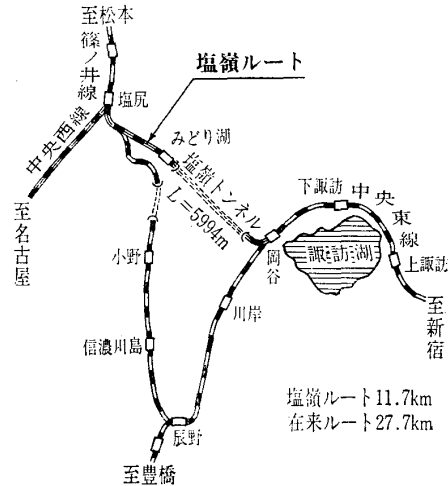 至松本
篠ノ井線
塩嶺ルート
塩尻
みどり湖
中央西線
塩嶺トンネル
L=5994m
下諏訪
中央東線
至名古屋
小野
岡谷
諏訪湖
上諏訪
至新宿
川岸
信濃川島
塩嶺ルート11.7km
在来ルート27.7km
辰野
至豊橋